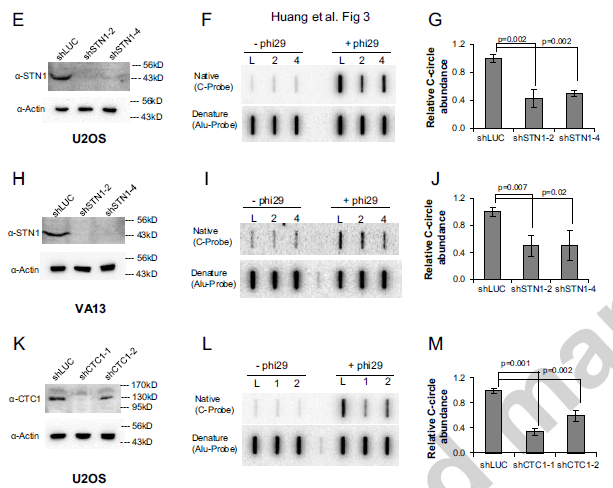 Huang et al. Fig 3
E
shLUC
shSTN1-2
shSTN1-4
α-STN1
--- 56kD
--- 43kD
α-Actin
--- 56kD
--- 43kD
U2OS
F
- phi29
+ phi29
L 2 4 L 2 4
Native
(C-Probe)
Denature
(Alu-Probe)
G
Relative C-circle
abundance
p=0.002
p=0.002
1.2
0.8
0.4
0.0
shLUC shSTN1-2 shSTN1-4
H
shLUC
shSTN1-2
shSTN1-4
α-STN1
--- 56kD
--- 43kD
α-Actin
--- 56kD
--- 43kD
VA13
I
- phi29
+ phi29
L 2 4 L 2 4
Native
(C-Probe)
Denature
(Alu-Probe)
J
Relative C-circle
abundance
p=0.007
p=0.02
1.2
0.8
0.4
0.0
shLUC shSTN1-2 shSTN1-4
K
shLUC
shCTC1-1
shCTC1-2
α-CTC1
--- 170kD
--- 130kD
--- 95kD
α-Actin
--- 56kD
--- 43kD
U2OS
L
- phi29
+ phi29
L 1 2 L 1 2
Native
(C-Probe)
Denature
(Alu-Probe)
M
Relative C-circle
abundance
p=0.001
p=0.002
1.2
0.8
0.4
0.0
shLUC shCTC1-1 shCTC1-2